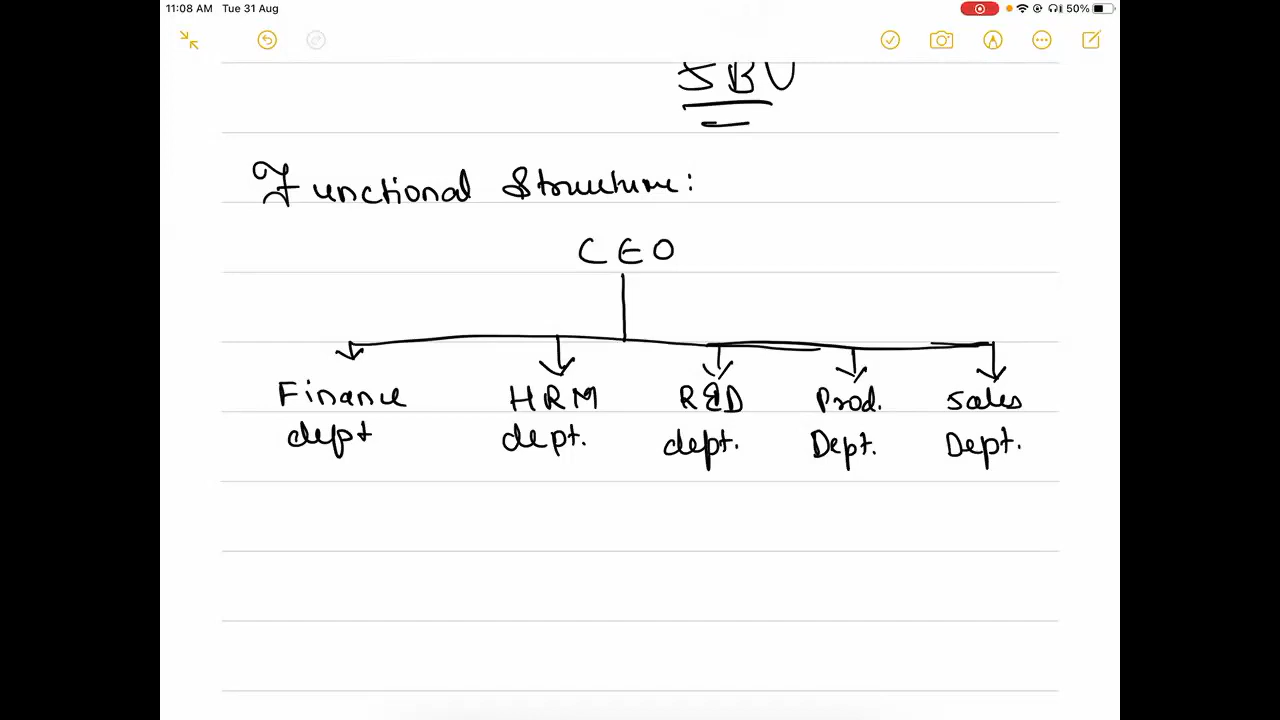 11:08 AM Tue 31 Aug 50%
SBU
Functional Structure:
CEO
Finance dept
HRM dept.
R&D dept.
Prod. Dept.
Sales Dept.